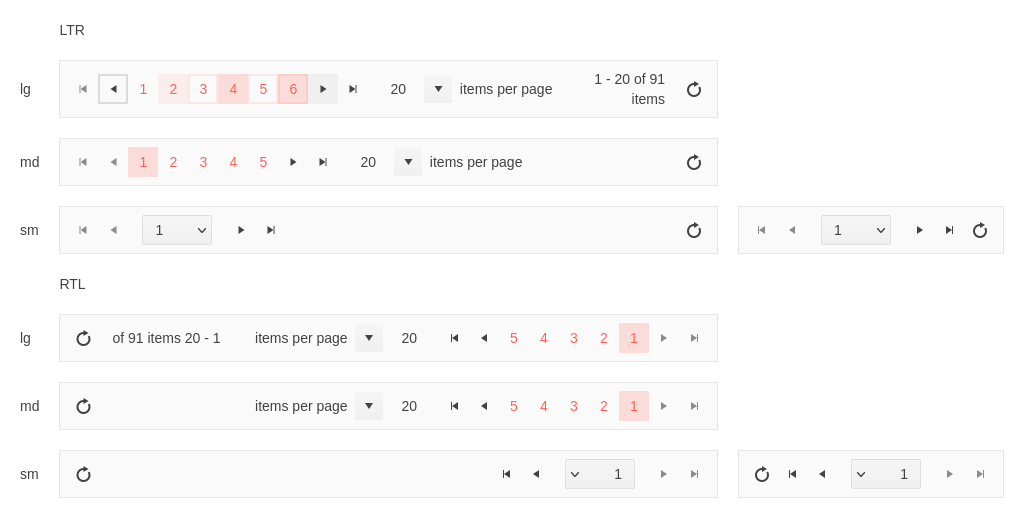 LTR
lg 1 2 3 4 5 6 20 items per page 1 - 20 of 91
items
md 1 2 3 4 5 20 items per page
sm 1 1
RTL
lg of 91 items 20 - 1 items per page 20 5 4 3 2 1
md items per page 20 5 4 3 2 1
sm 1 1